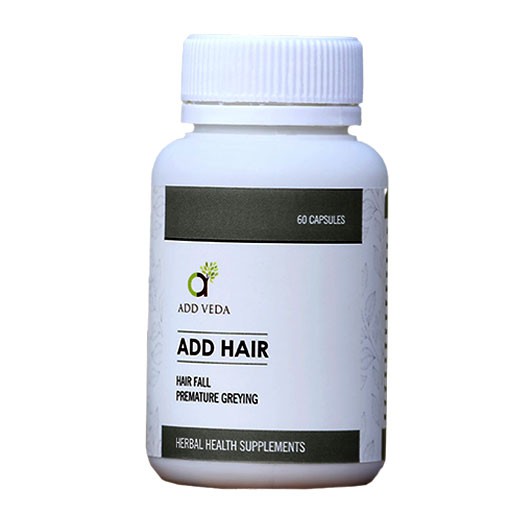 60 CAPSULES
ADD VEDA
ADD HAIR
HAIR FALL
PREMATURE GREYING
HERBAL HEALTH SUPPLEMENTS